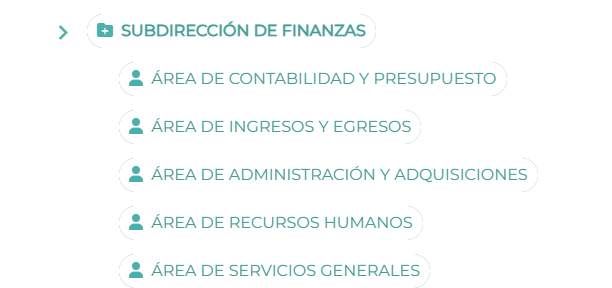 SUBDIRECCIÓN DE FINANZAS
ÁREA DE CONTABILIDAD Y PRESUPUESTO
ÁREA DE INGRESOS Y EGRESOS
ÁREA DE ADMINISTRACIÓN Y ADQUISICIONES
ÁREA DE RECURSOS HUMANOS
ÁREA DE SERVICIOS GENERALES